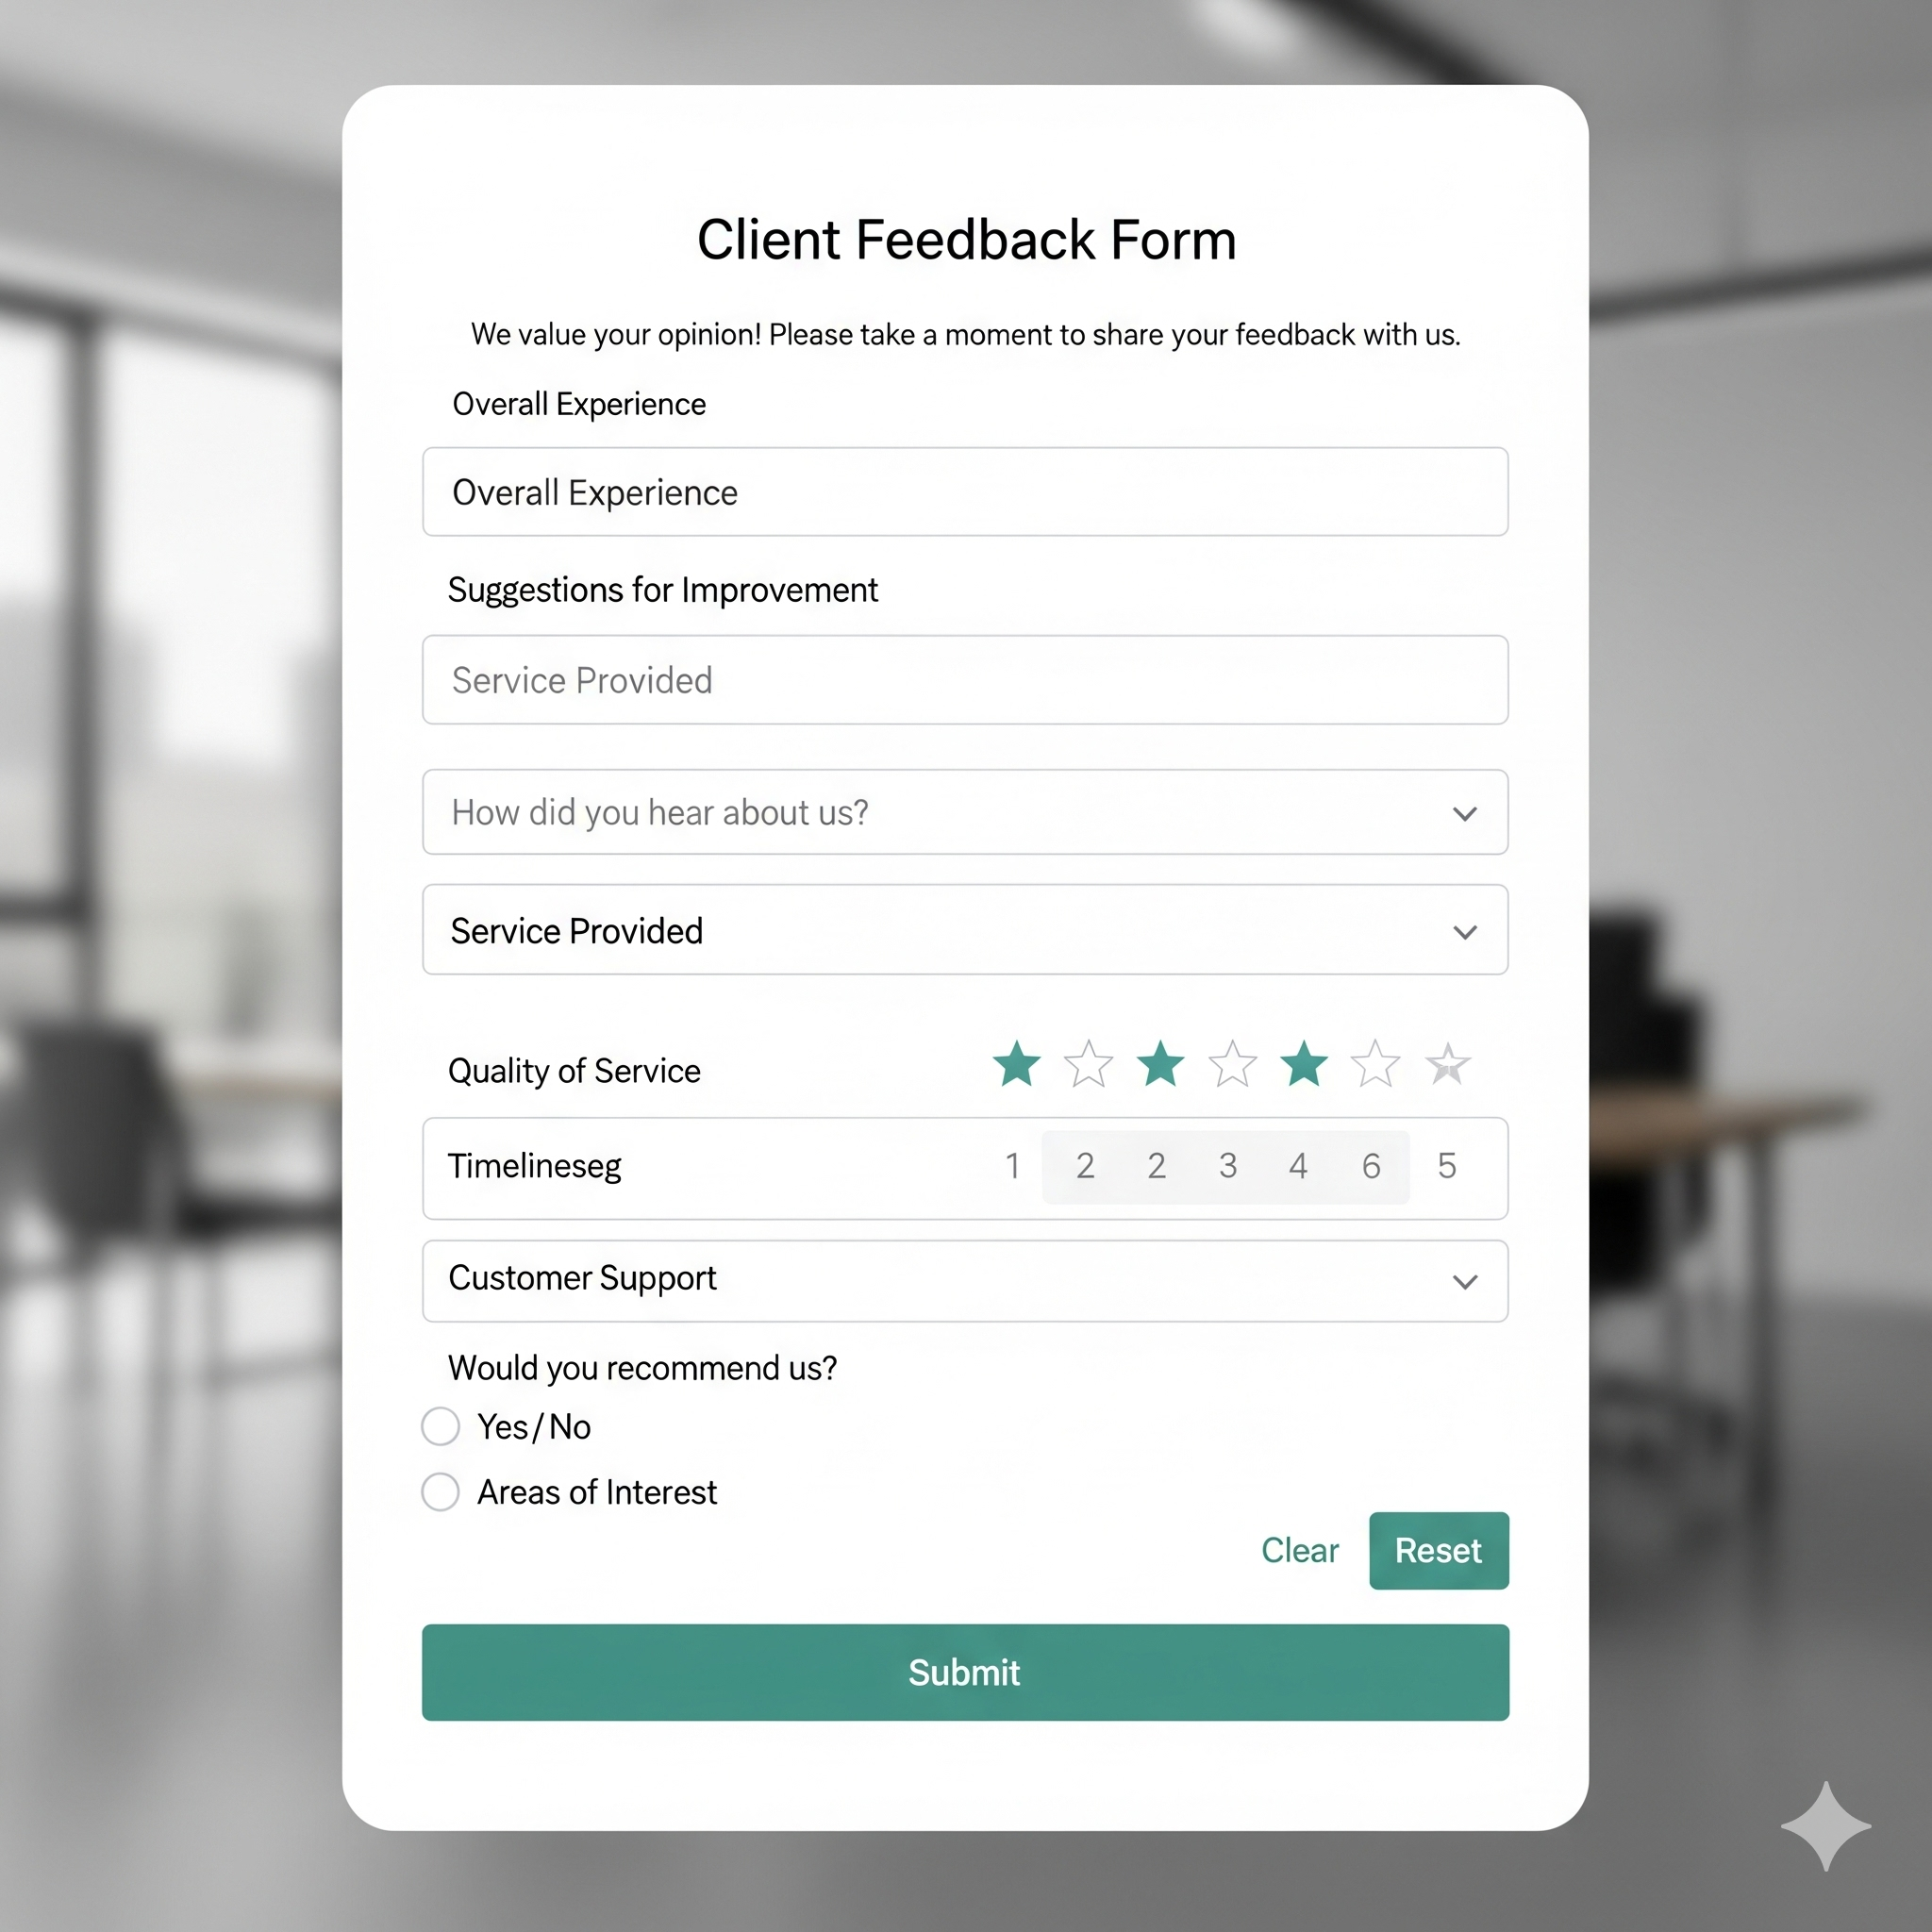 Client Feedback Form
We value your opinion! Please take a moment to share your feedback with us.
Overall Experience
Overall Experience
Suggestions for Improvement
Service Provided
How did you hear about us?
Service Provided
Quality of Service
Timelineseg 1 2 2 3 4 6 5
Customer Support
Would you recommend us?
Yes/No
Areas of Interest
Clear Reset
Submit